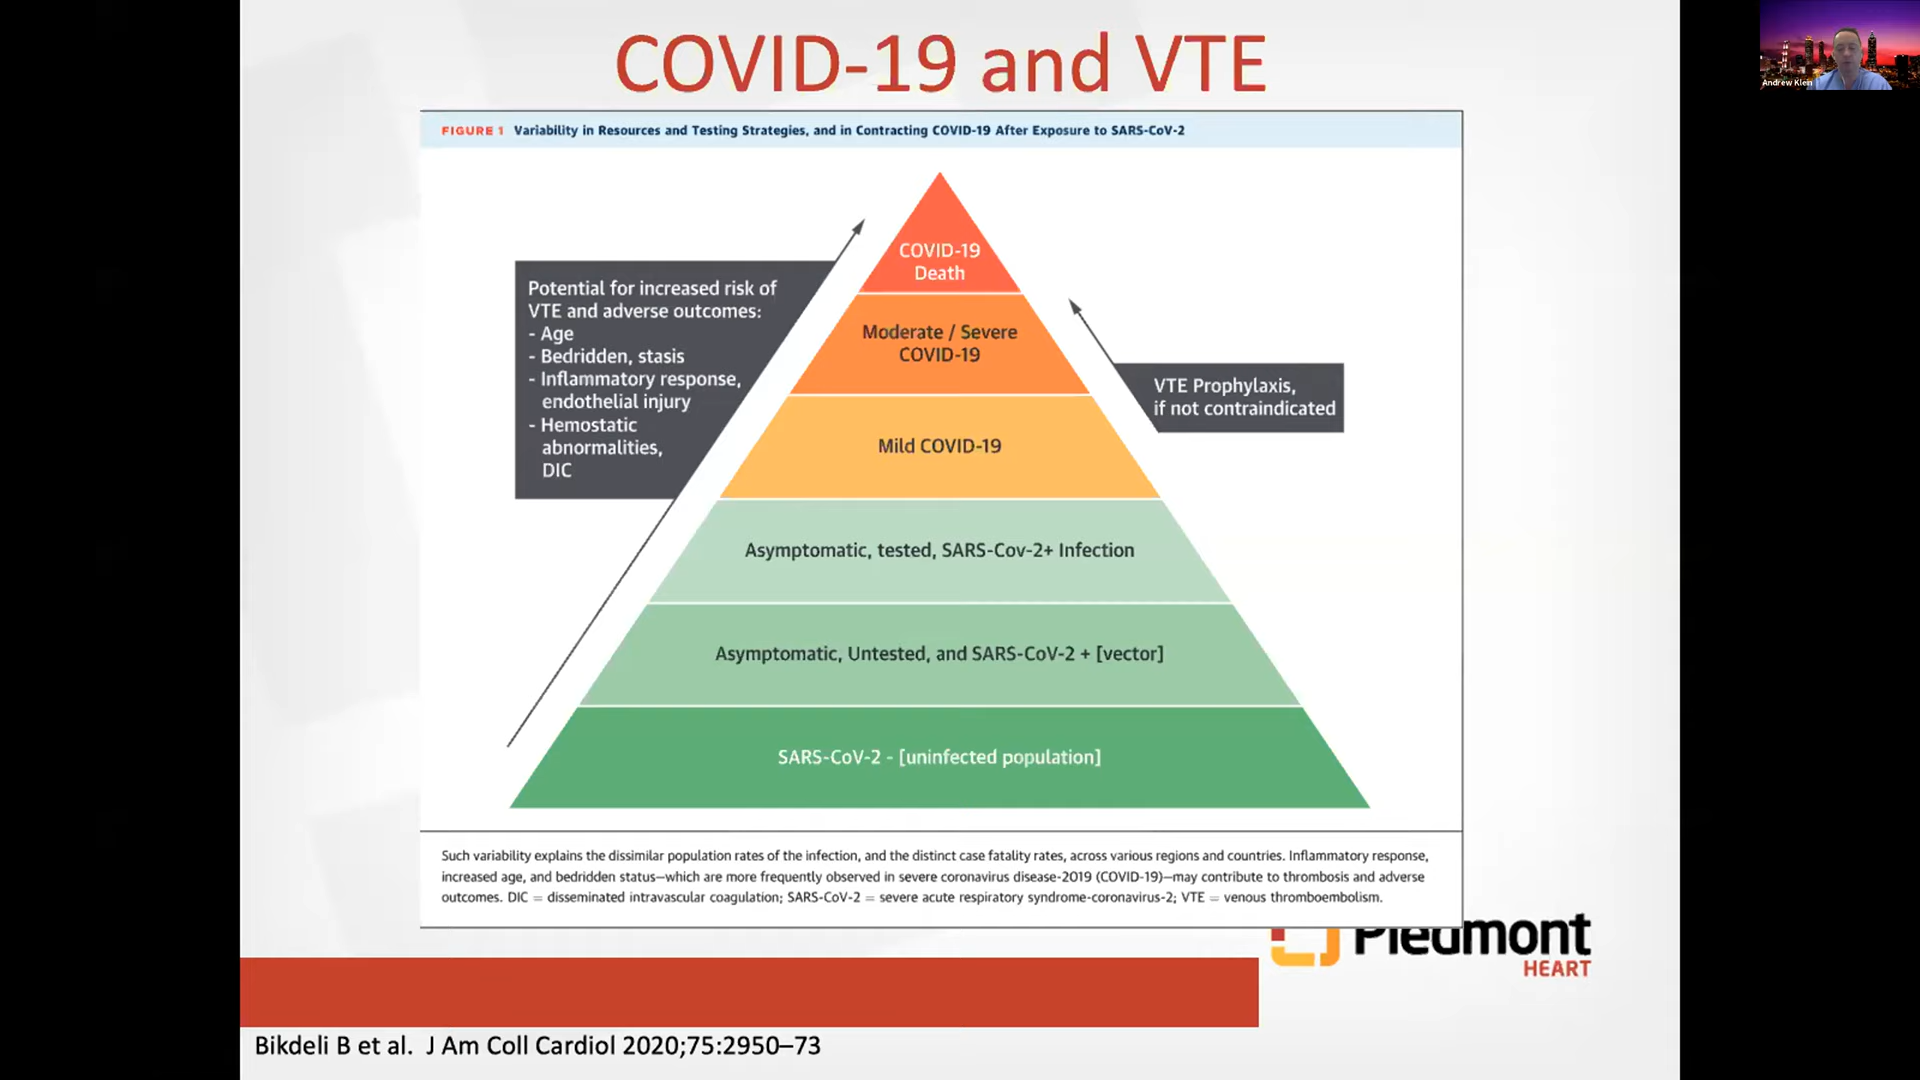 COVID-19 and VTE
Andrew Klein
FIGURE 1 Variability in Resources and Testing Strategies, and in Contracting COVID-19 After Exposure to SARS-CoV-2
COVID-19
Death
Potential for increased risk of
VTE and adverse outcomes:
- Age
- Bedridden, stasis
- Inflammatory response,
endothelial injury
- Hemostatic
abnormalities,
DIC
Moderate / Severe
COVID-19
VTE Prophylaxis,
if not contraindicated
Mild COVID-19
Asymptomatic, tested, SARS-Cov-2+ Infection
Asymptomatic, Untested, and SARS-CoV-2 + [vector]
SARS-CoV-2 - [uninfected population]
Such variability explains the dissimilar population rates of the infection, and the distinct case fatality rates, across various regions and countries. Inflammatory response,
increased age, and bedridden status—which are more frequently observed in severe coronavirus disease-2019 (COVID-19)—may contribute to thrombosis and adverse
outcomes. DIC = disseminated intravascular coagulation; SARS-CoV-2 = severe acute respiratory syndrome-coronavirus-2; VTE = venous thromboembolism.
Piedmont
HEART
Bikdeli B et al. J Am Coll Cardiol 2020;75:2950–73